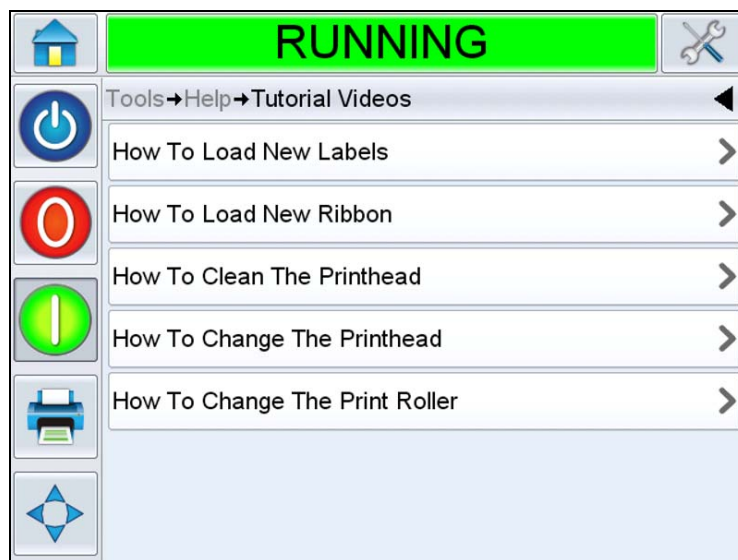 RUNNING
Tools→Help→Tutorial Videos
How To Load New Labels
How To Load New Ribbon
How To Clean The Printhead
How To Change The Printhead
How To Change The Print Roller